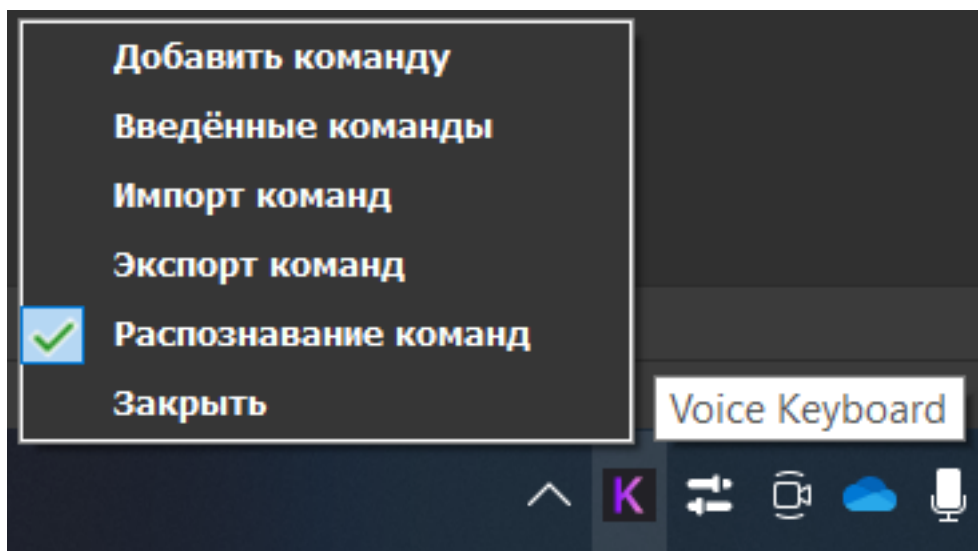 Добавить команду
Введённые команды
Импорт команд
Экспорт команд
Распознавание команд
Закрыть
Voice Keyboard
K